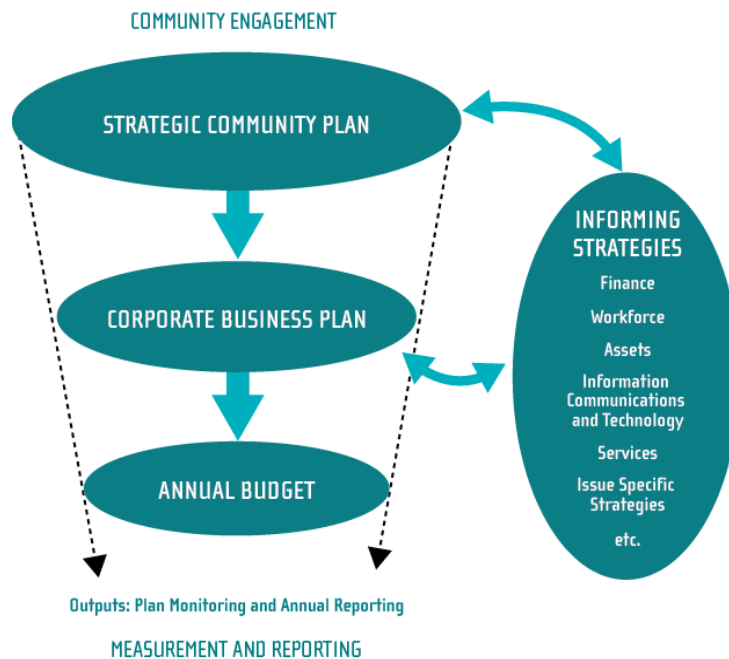 COMMUNITY ENGAGEMENT
STRATEGIC COMMUNITY PLAN
CORPORATE BUSINESS PLAN
ANNUAL BUDGET
INFORMING
STRATEGIES
Finance
Workforce
Assets
Information
Communications
and Technology
Services
Issue Specific
Strategies
etc.
Outputs: Plan Monitoring and Annual Reporting
MEASUREMENT AND REPORTING